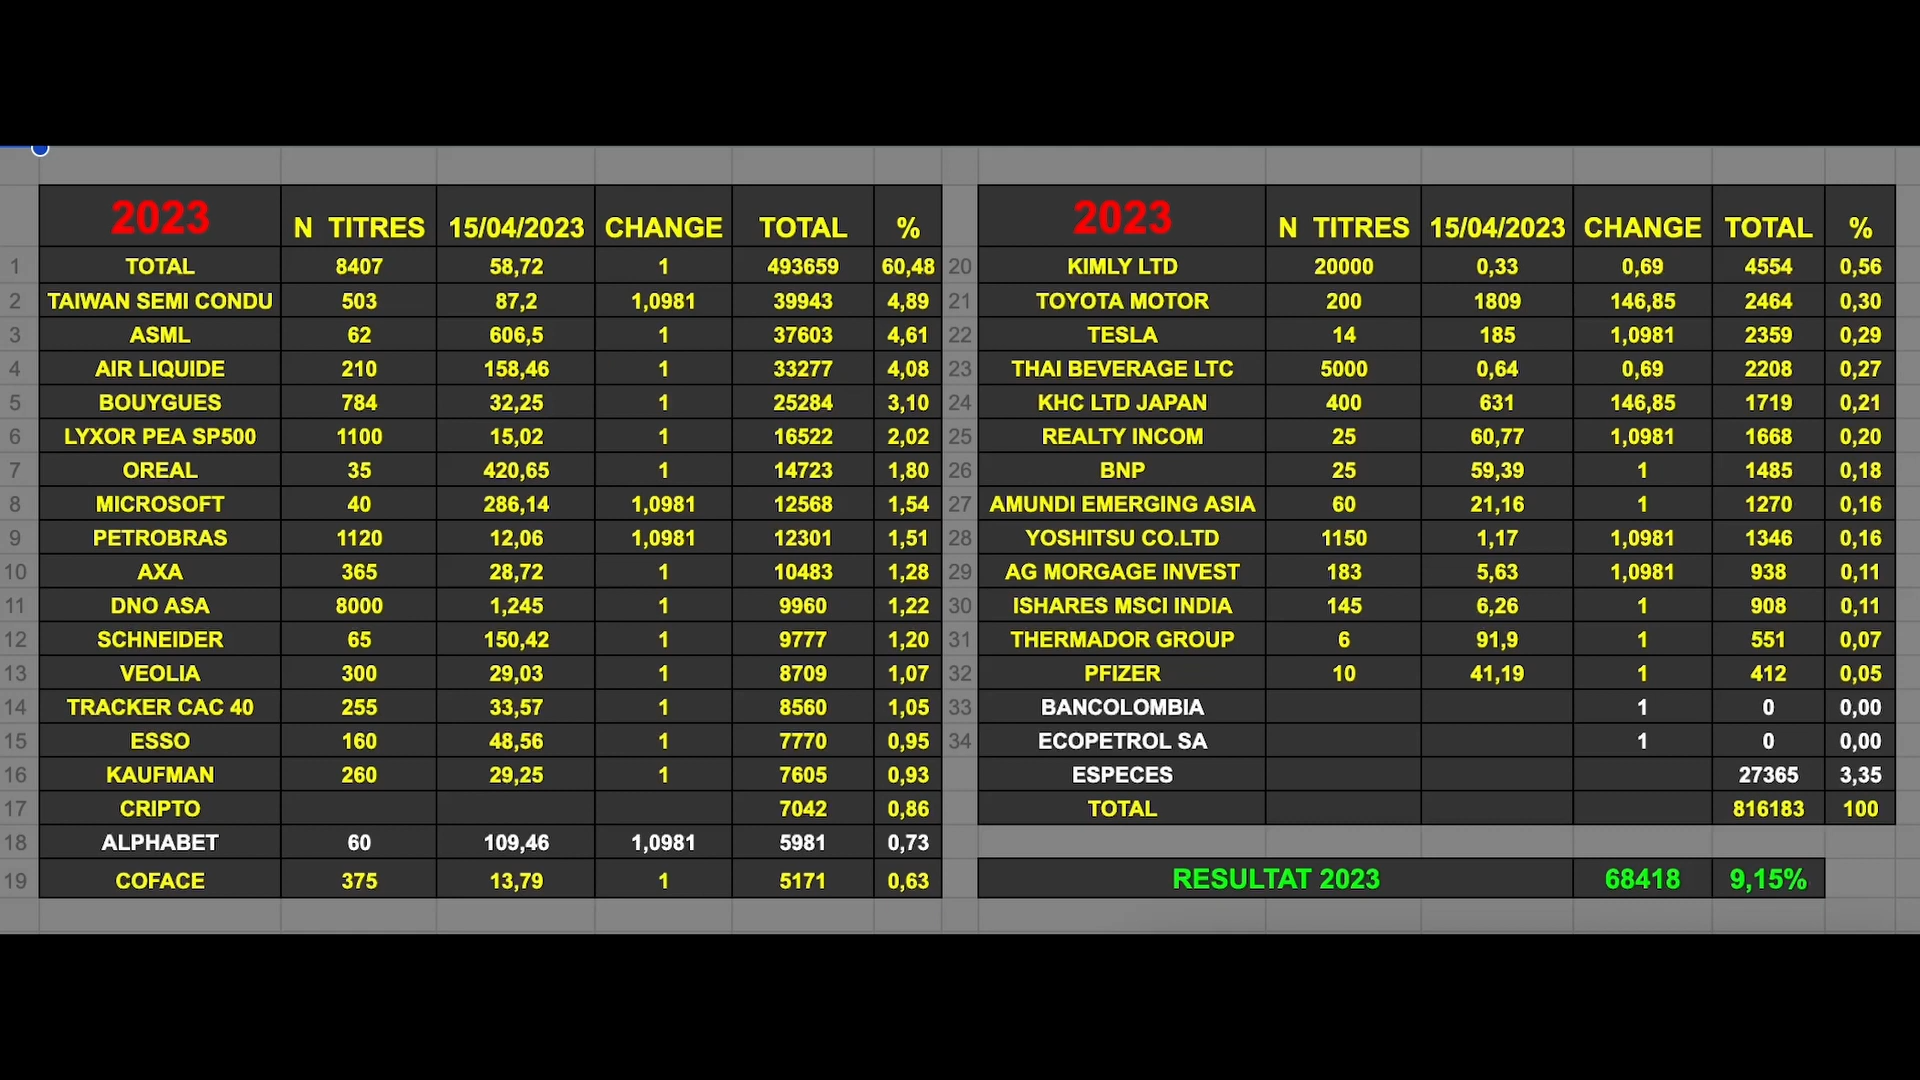 2023 N TITRES 15/04/2023 CHANGE TOTAL %
1 TOTAL 8407 58,72 1 493659 60,48
2 TAIWAN SEMI CONDU 503 87,2 1,0981 39943 4,89
3 ASML 62 606,5 1 37603 4,61
4 AIR LIQUIDE 210 158,46 1 33277 4,08
5 BOUYGUES 784 32,25 1 25284 3,10
6 LYXOR PEA SP500 1100 15,02 1 16522 2,02
7 OREAL 35 420,65 1 14723 1,80
8 MICROSOFT 40 286,14 1,0981 12568 1,54
9 PETROBRAS 1120 12,06 1,0981 12301 1,51
10 AXA 365 28,72 1 10483 1,28
11 DNO ASA 8000 1,245 1 9960 1,22
12 SCHNEIDER 65 150,42 1 9777 1,20
13 VEOLIA 300 29,03 1 8709 1,07
14 TRACKER CAC 40 255 33,57 1 8560 1,05
15 ESSO 160 48,56 1 7770 0,95
16 KAUFMAN 260 29,25 1 7605 0,93
17 CRIPTO 7042 0,86
18 ALPHABET 60 109,46 1,0981 5981 0,73
19 COFACE 375 13,79 1 5171 0,63
2023 N TITRES 15/04/2023 CHANGE TOTAL %
20 KIMLY LTD 20000 0,33 0,69 4554 0,56
21 TOYOTA MOTOR 200 1809 146,85 2464 0,30
22 TESLA 14 185 1,0981 2359 0,29
23 THAI BEVERAGE LTC 5000 0,64 0,69 2208 0,27
24 KHC LTD JAPAN 400 631 146,85 1719 0,21
25 REALTY INCOM 25 60,77 1,0981 1668 0,20
26 BNP 25 59,39 1 1485 0,18
27 AMUNDI EMERGING ASIA 60 21,16 1 1270 0,16
28 YOSHITSU CO.LTD 1150 1,17 1,0981 1346 0,16
29 AG MORGAGE INVEST 183 5,63 1,0981 938 0,11
30 ISHARES MSCI INDIA 145 6,26 1 908 0,11
31 THERMADOR GROUP 6 91,9 1 551 0,07
32 PFIZER 10 41,19 1 412 0,05
33 BANCOLOMBIA 1 0 0,00
34 ECOPETROL SA 1 0 0,00
ESPECES 27365 3,35
TOTAL 816183 100
RESULTAT 2023 68418 9,15%